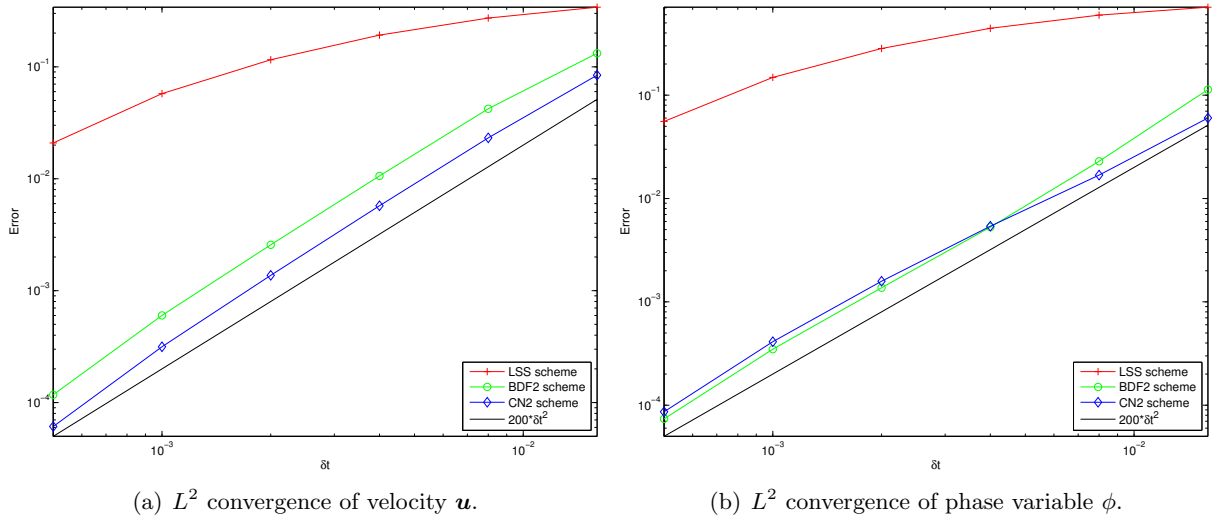 10^{-1}
10^{-2}
10^{-3}
10^{-4}
Error
10^{-3}
10^{-2}
δt
LSS scheme
BDF2 scheme
CN2 scheme
200*δt^2
(a) L^2 convergence of velocity u.
10^{-1}
10^{-2}
10^{-3}
10^{-4}
Error
10^{-3}
10^{-2}
δt
LSS scheme
BDF2 scheme
CN2 scheme
200*δt^2
(b) L^2 convergence of phase variable ϕ.